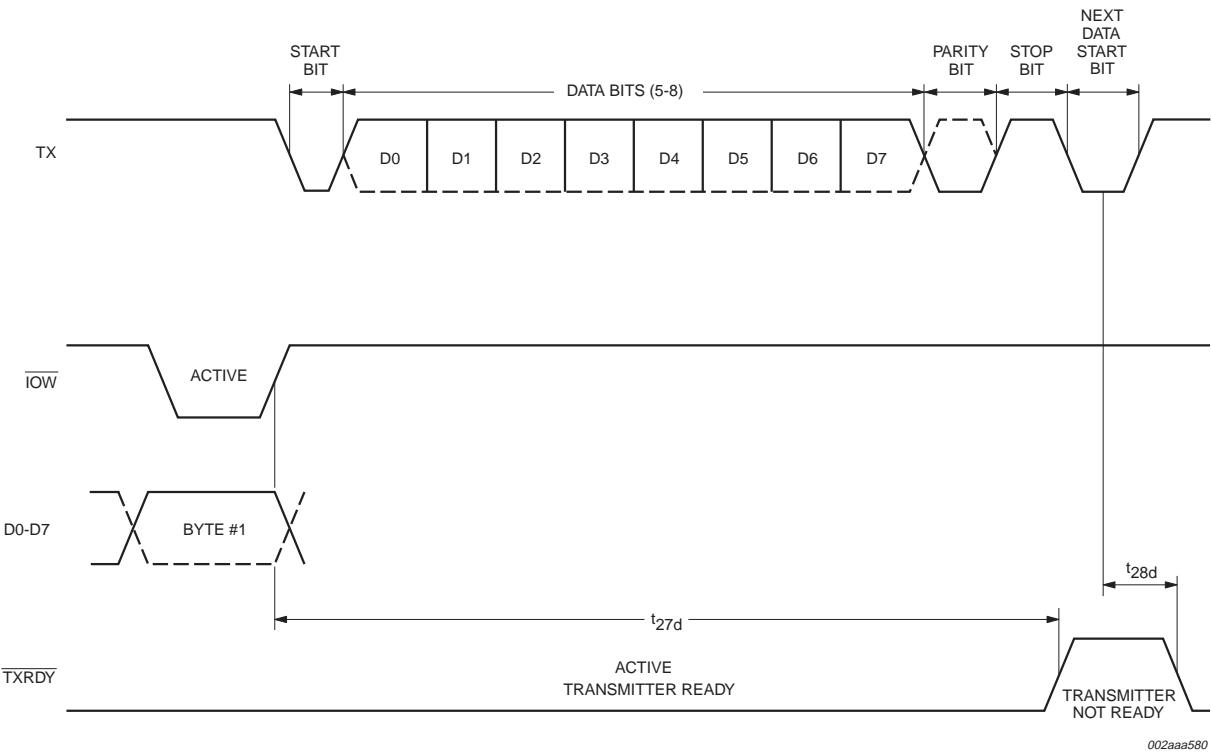 START
BIT
DATA BITS (5-8)
PARITY
BIT
STOP
BIT
NEXT
DATA
START
BIT
TX
D0
D1
D2
D3
D4
D5
D6
D7
IOW
ACTIVE
D0-D7
BYTE #1
t28d
t27d
TXRDY
ACTIVE
TRANSMITTER READY
TRANSMITTER
NOT READY
002aaa580